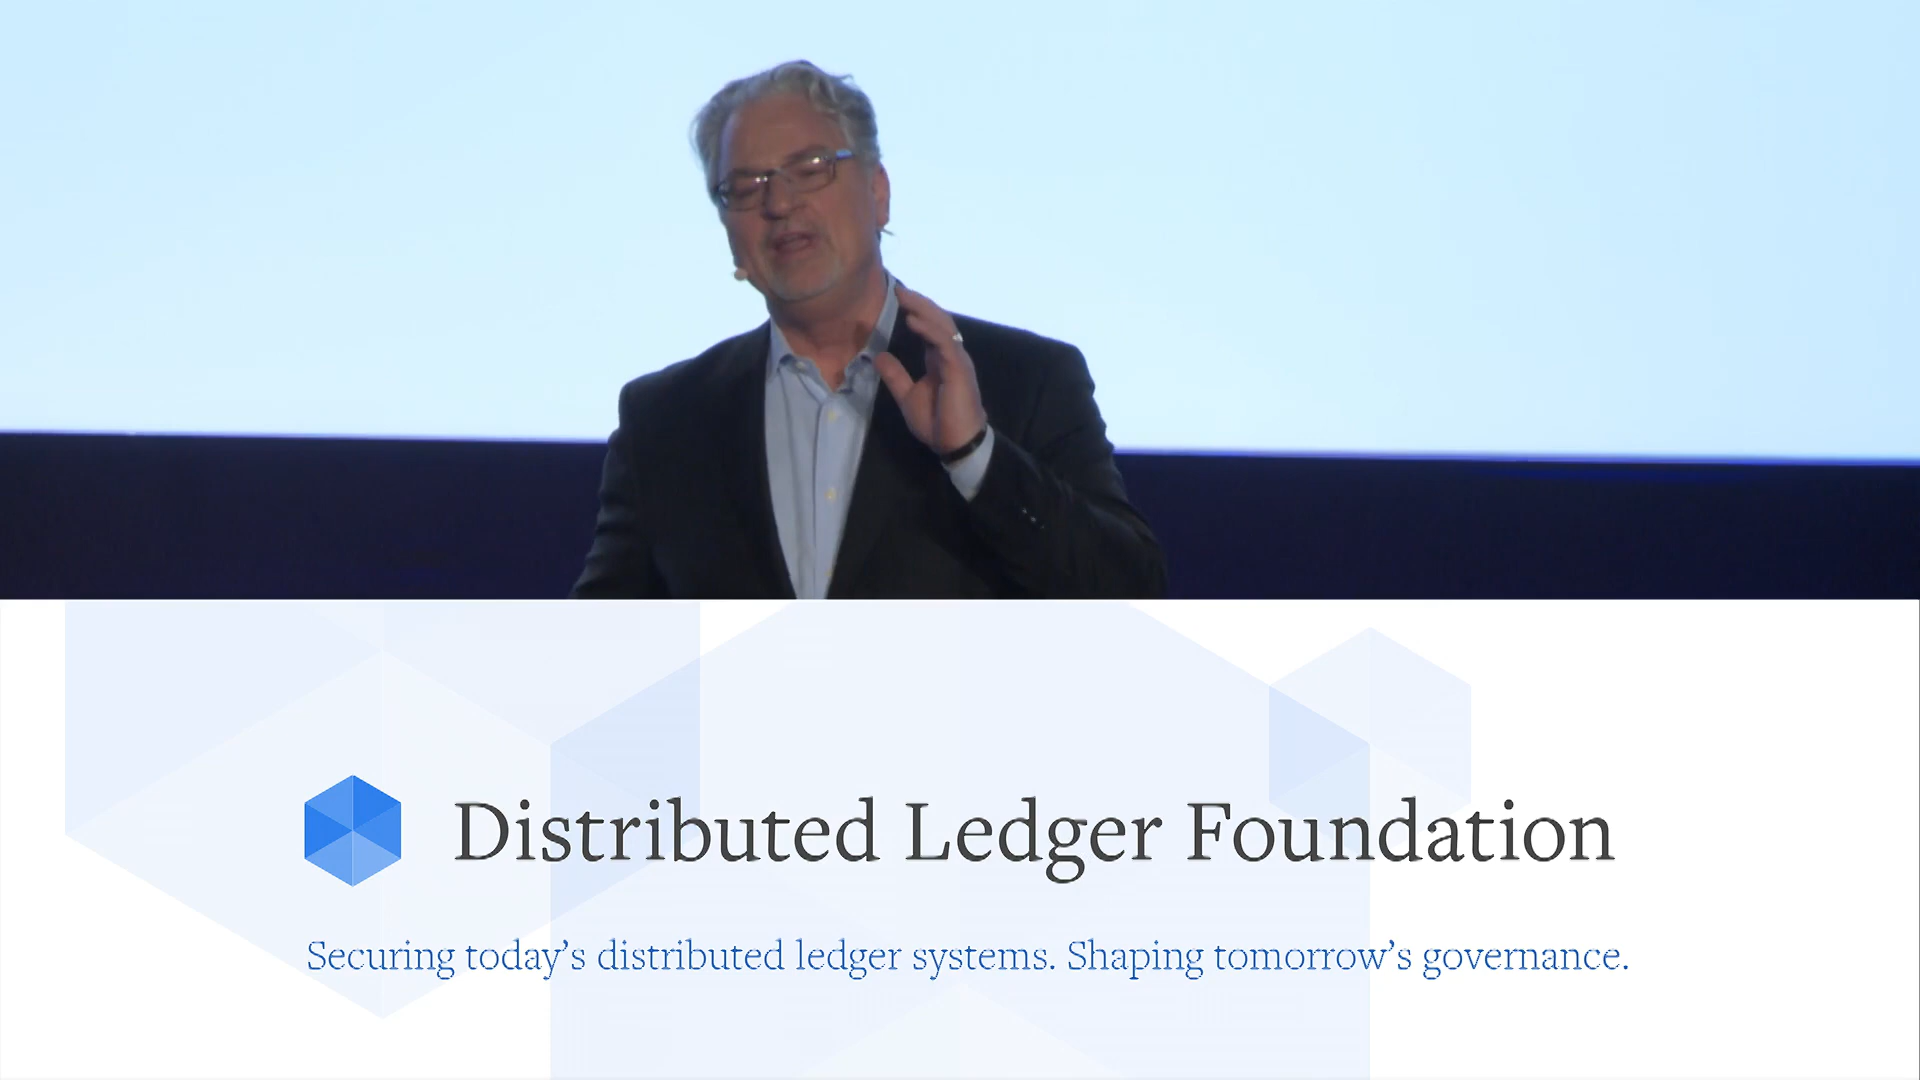 Distributed Ledger Foundation
Securing today’s distributed ledger systems. Shaping tomorrow’s governance.